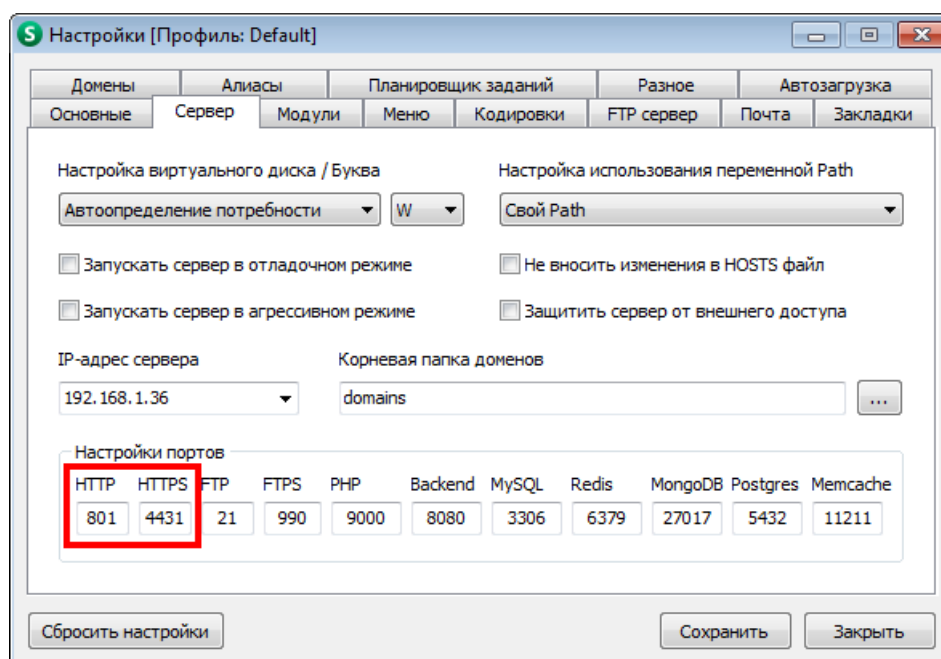 S Настройки [Профиль: Default]
Домены Алиасы Планировщик заданий Разное Автозагрузка
Основные Сервер Модули Меню Кодировки FTP сервер Почта Закладки
Настройка виртуального диска / Буква Настройка использования переменной Path
Автоопределение потребности W Свой Path
Запускать сервер в отладочном режиме Не вносить изменения в HOSTS файл
Запускать сервер в агрессивном режиме Защитить сервер от внешнего доступа
IP-адрес сервера Корневая папка доменов
192.168.1.36 domains ...
Настройки портов
HTTP HTTPS FTP FTPS PHP Backend MySQL Redis MongoDB Postgres Memcache
801 4431 21 990 9000 8080 3306 6379 27017 5432 11211
Сбросить настройки Сохранить Закрыть